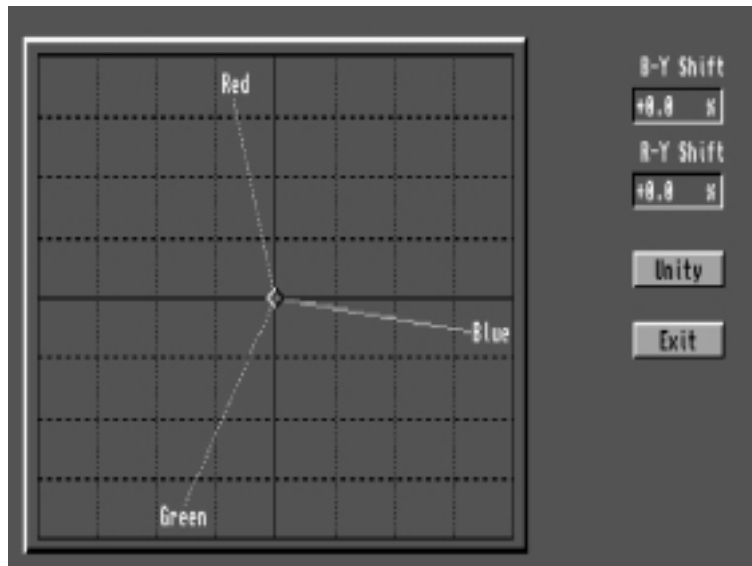 Red
Blue
Green
B-Y Shift
+0.0 %
R-Y Shift
+0.0 %
Unity
Exit